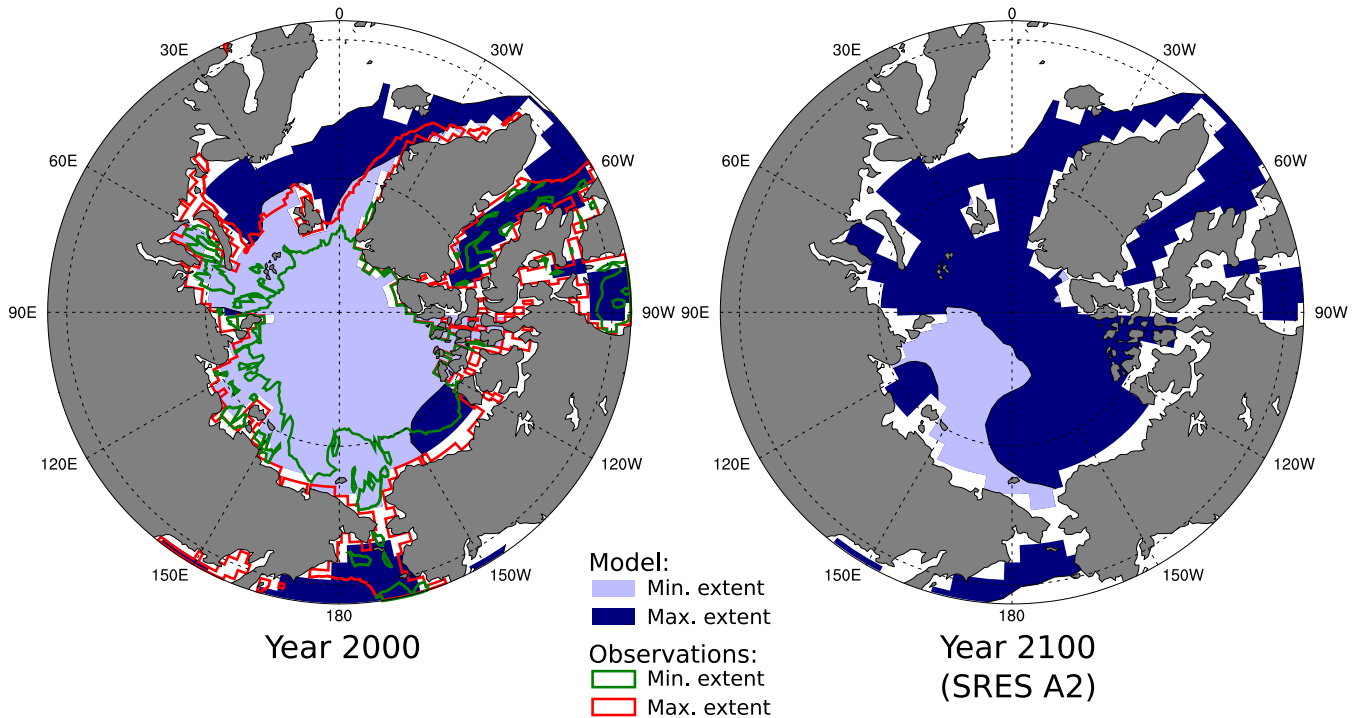 0
30E
30W
60E
60W
90E
90W
120E
120W
150E
150W
180
Year 2000
Model:
Min. extent
Max. extent
Observations:
Min. extent
Max. extent
0
30E
30W
60E
60W
90E
90W
120E
120W
150E
150W
180
Year 2100
(SRES A2)